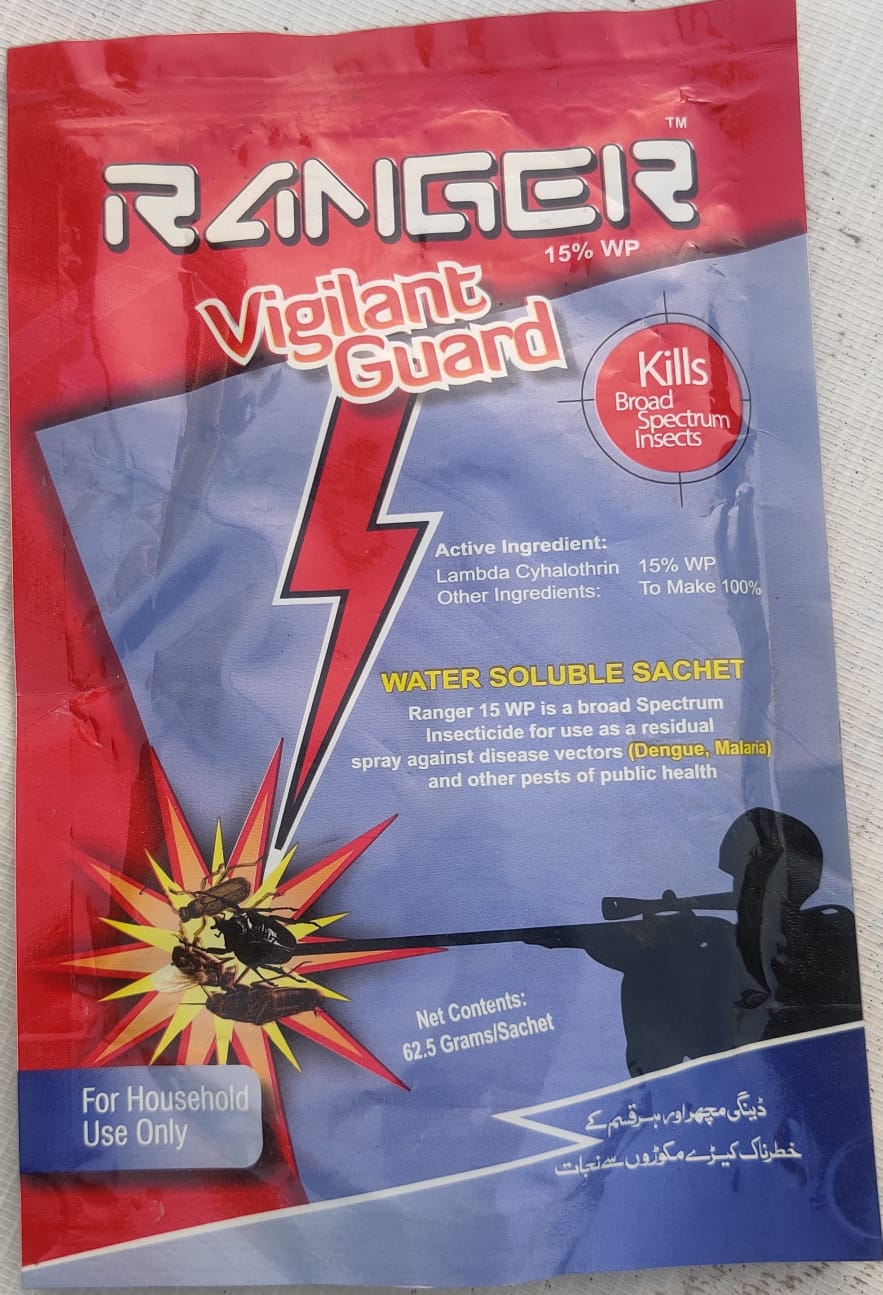 RANGER™
15% WP
Vigilant
Guard
Kills
Broad
Spectrum
Insects
Active Ingredient:
Lambda Cyhalothrin 15% WP
Other Ingredients: To Make 100%
WATER SOLUBLE SACHET
Ranger 15 WP is a broad Spectrum
Insecticide for use as a residual
spray against disease vectors (Dengue, Malaria)
and other pests of public health
Net Contents:
62.5 Grams/Sachet
For Household
Use Only
ڈینگی مچھر اور ہر قسم کے
خطرناک کیڑے مکوڑوں سے نجات